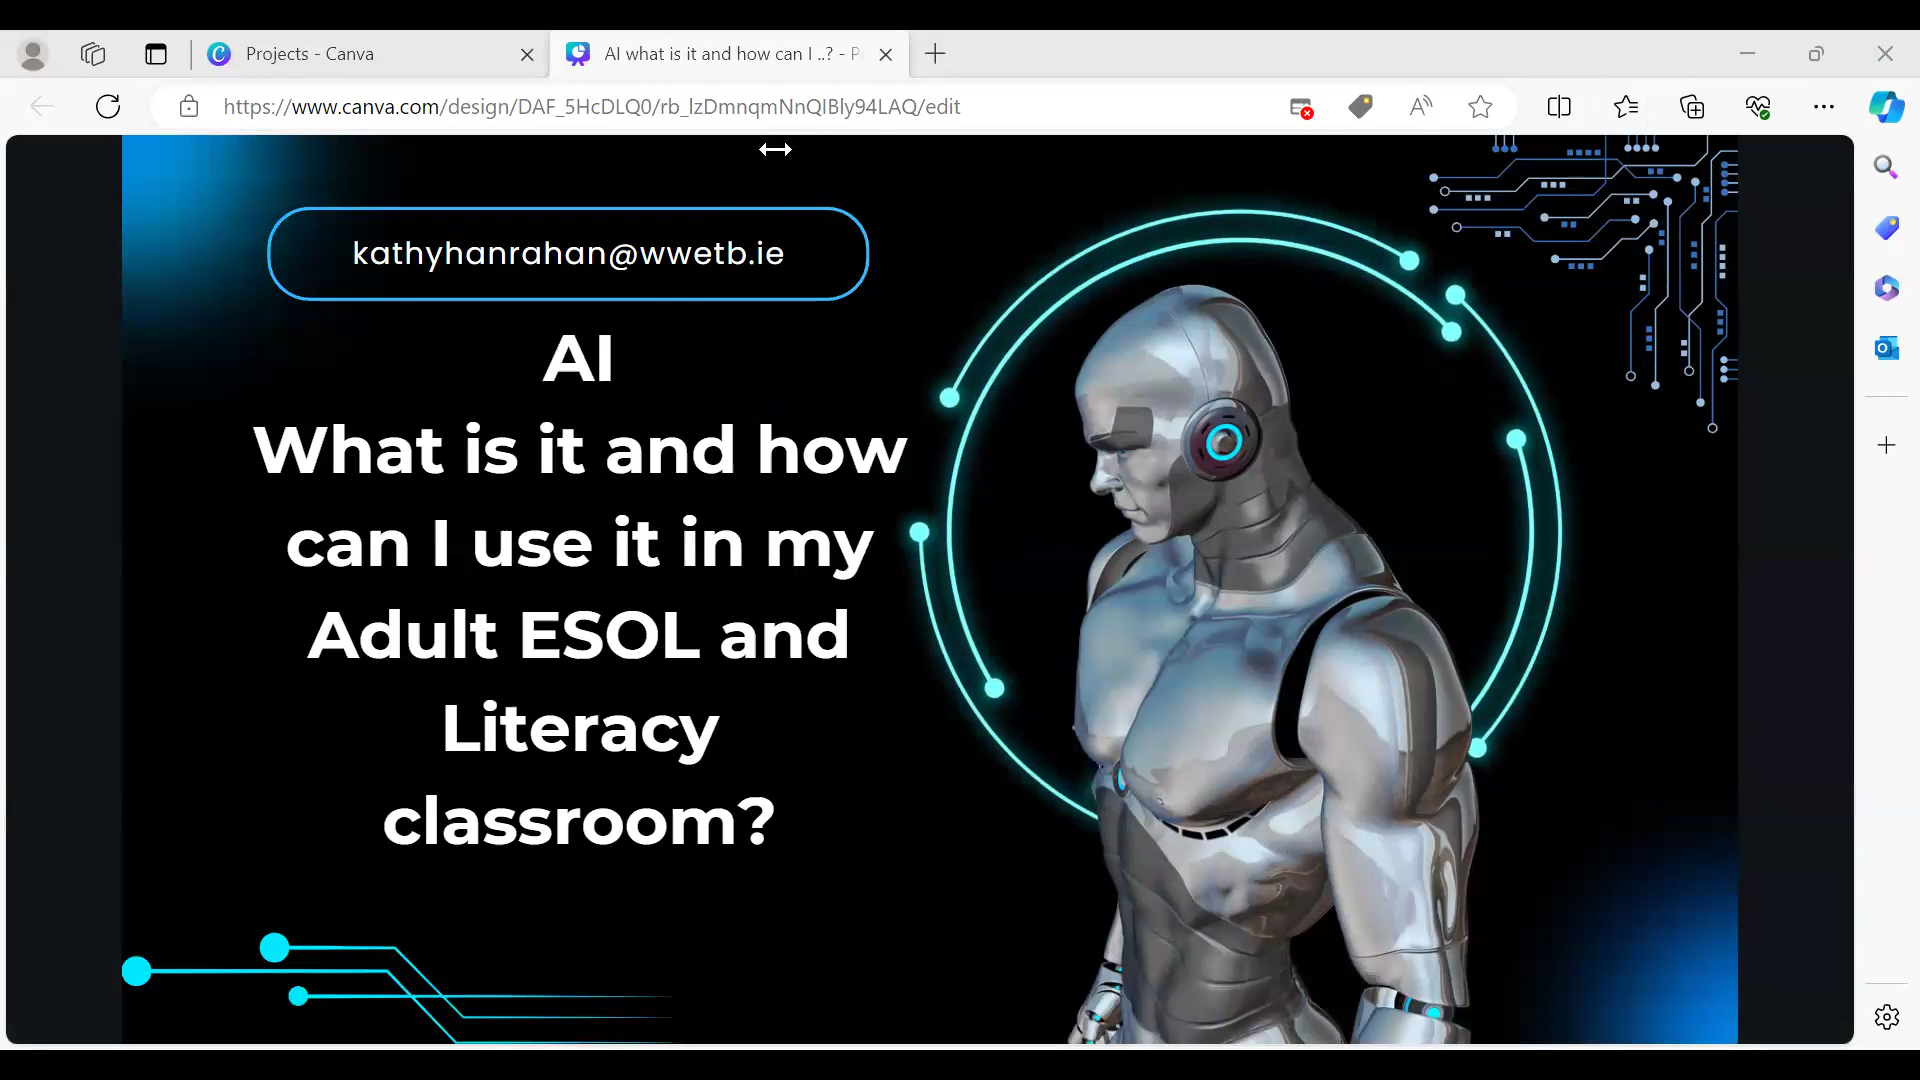 Projects - Canva
AI what is it and how can I ..? - P
https://www.canva.com/design/DAF_5HcDLQ0/rb_lzDmnqmNnQIBly94LAQ/edit
kathyhanrahan@wwetb.ie
AI
What is it and how
can I use it in my
Adult ESOL and
Literacy
classroom?